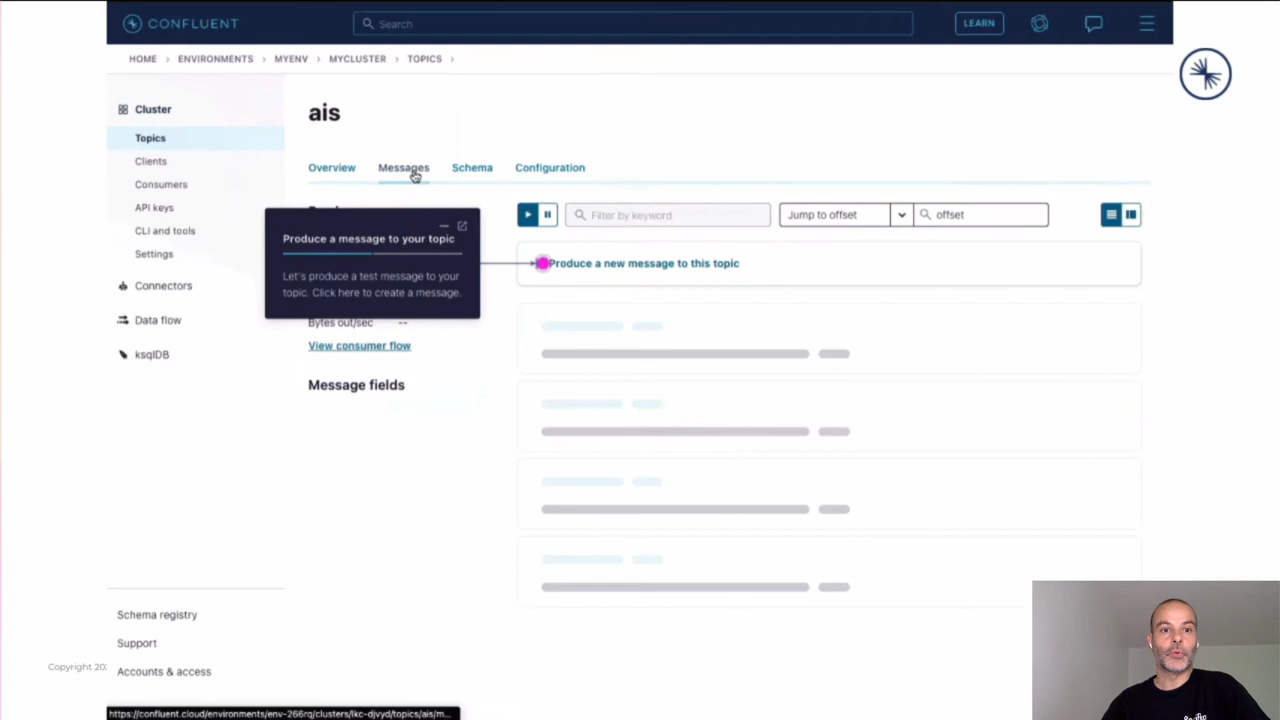 CONFLUENT
Search
LEARN
HOME > ENVIRONMENTS > MYENV > MYCLUSTER > TOPICS >
Cluster
Topics
Clients
Consumers
API keys
CLI and tools
Settings
Connectors
Data flow
ksqlDB
Schema registry
Support
Accounts & access
ais
Overview
Messages
Schema
Configuration
Filter by keyword
Jump to offset
offset
Produce a message to your topic
Let's produce a test message to your
topic. Click here to create a message.
Produce a new message to this topic
Bytes out/sec --
View consumer flow
Message fields
Copyright 202
https://confluent.cloud/environments/env-266rq/clusters/lkc-djvyd/topics/ais/m...